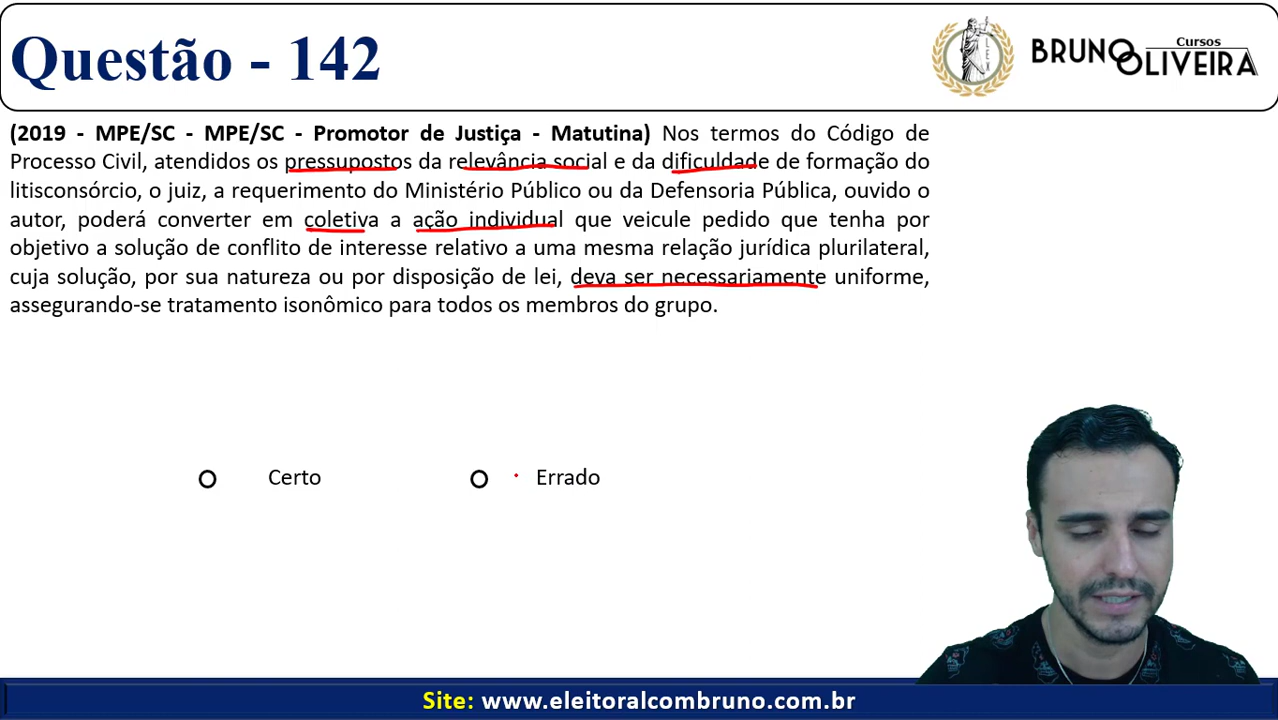 Questão - 142
Cursos
BRUNO
OLIVEIRA
LEX
(2019 - MPE/SC - MPE/SC - Promotor de Justiça - Matutina) Nos termos do Código de
Processo Civil, atendidos os pressupostos da relevância social e da dificuldade de formação do
litisconsórcio, o juiz, a requerimento do Ministério Público ou da Defensoria Pública, ouvido o
autor, poderá converter em coletiva a ação individual que veicule pedido que tenha por
objetivo a solução de conflito de interesse relativo a uma mesma relação jurídica plurilateral,
cuja solução, por sua natureza ou por disposição de lei, deva ser necessariamente uniforme,
assegurando-se tratamento isonômico para todos os membros do grupo.
Certo Errado
Site: www.eleitoralcombruno.com.br